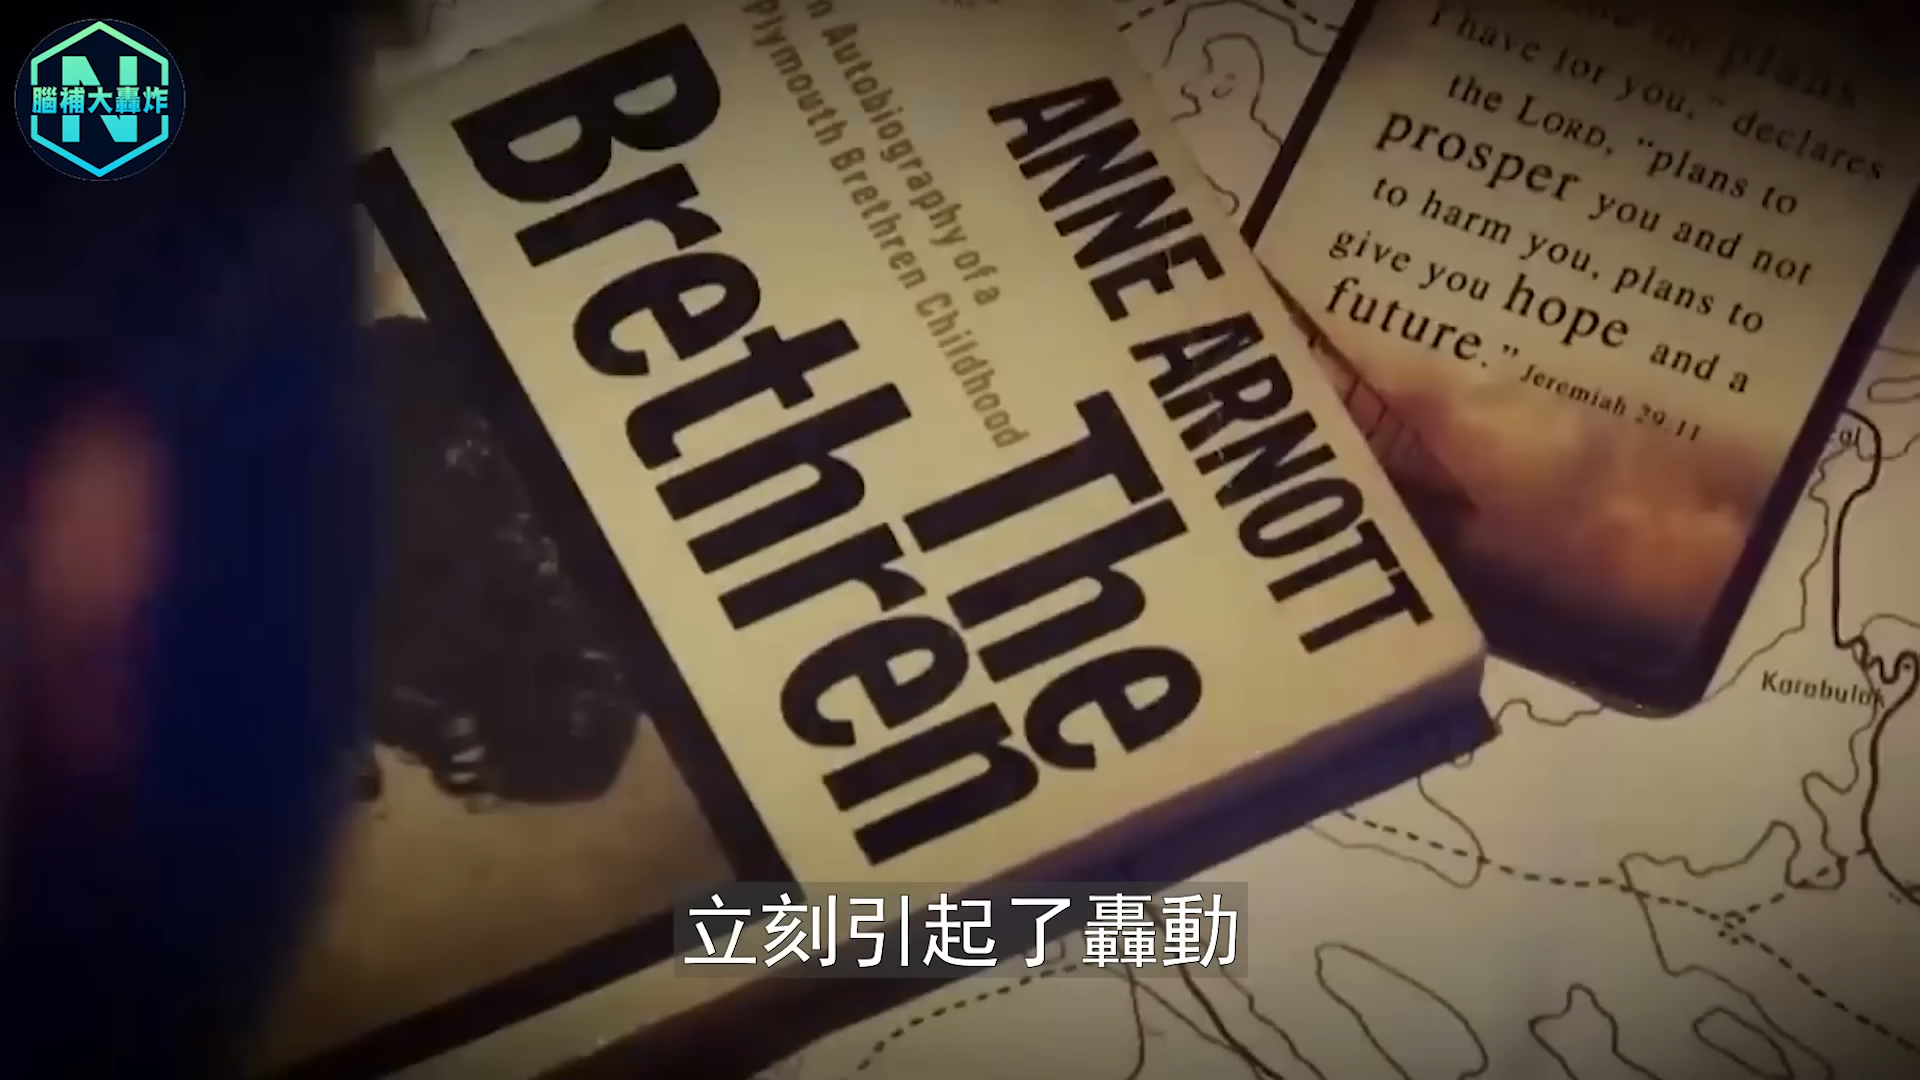 腦補大轟炸
ANNE ARNOTT
The
Brethren
n Autobiography of a
Plymouth Brethren Childhood
the plans
I have for you," declares
the LORD, "plans to
prosper you and not
to harm you, plans to
give you hope and a
future." Jeremiah 29:11
立刻引起了轟動